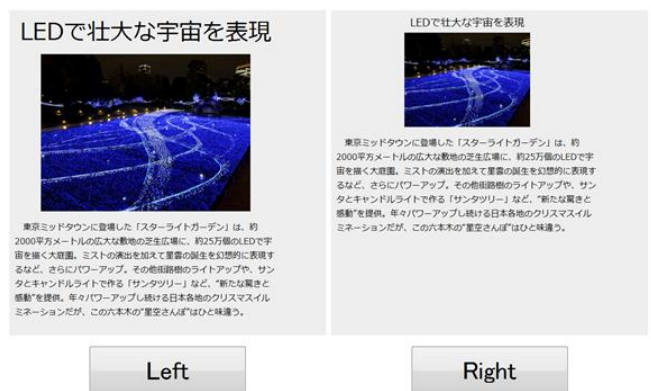 LEDで壮大な宇宙を表現
東京ミッドタウンに登場した「スターライトガーデン」は、約
2000平方メートルの広大な敷地の芝生広場に、約25万個のLEDで宇
宙を描く大庭園。ミストの演出を加えて星雲の誕生を幻想的に表現す
るなど、さらにパワーアップ。その他街路樹のライトアップや、サン
タとキャンドルライトで作る「サンタツリー」など、"新たな驚きと
感動"を提供。年々パワーアップし続ける日本各地のクリスマスイル
ミネーションだが、この六本木の"星空さんぽ"はひと味違う。
Left
LEDで壮大な宇宙を表現
東京ミッドタウンに登場した「スターライトガーデン」は、約
2000平方メートルの広大な敷地の芝生広場に、約25万個のLEDで宇
宙を描く大庭園。ミストの演出を加えて星雲の誕生を幻想的に表現す
るなど、さらにパワーアップ。その他街路樹のライトアップや、サン
タとキャンドルライトで作る「サンタツリー」など、"新たな驚きと
感動"を提供。年々パワーアップし続ける日本各地のクリスマスイル
ミネーションだが、この六本木の"星空さんぽ"はひと味違う。
Right